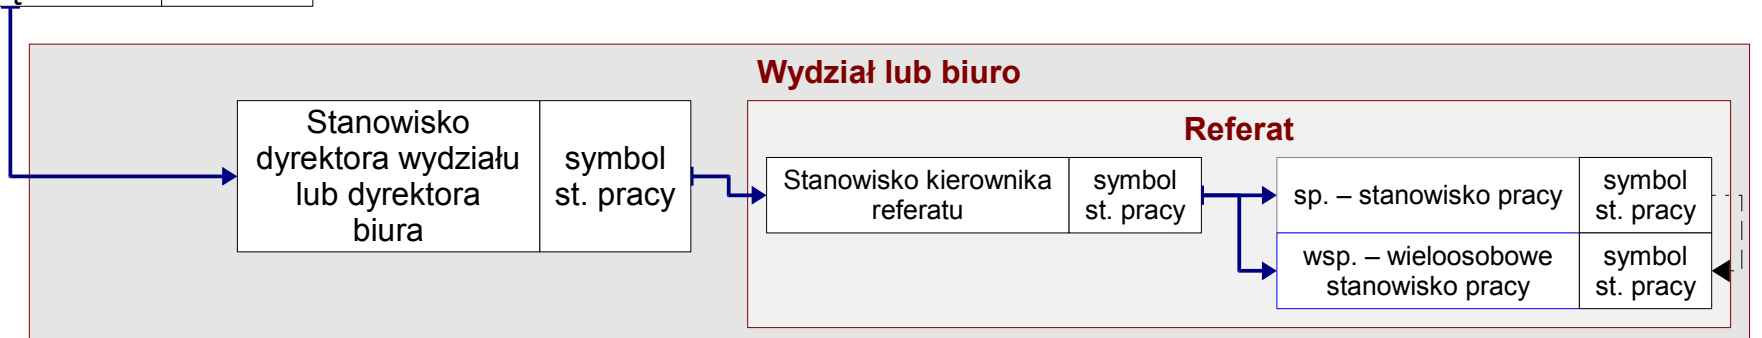 Wydział lub biuro
Stanowisko
dyrektora wydziału
lub dyrektora
biura
symbol
st. pracy
Referat
Stanowisko kierownika
referatu
symbol
st. pracy
sp. – stanowisko pracy
symbol
st. pracy
wsp. – wieloosobowe
stanowisko pracy
symbol
st. pracy